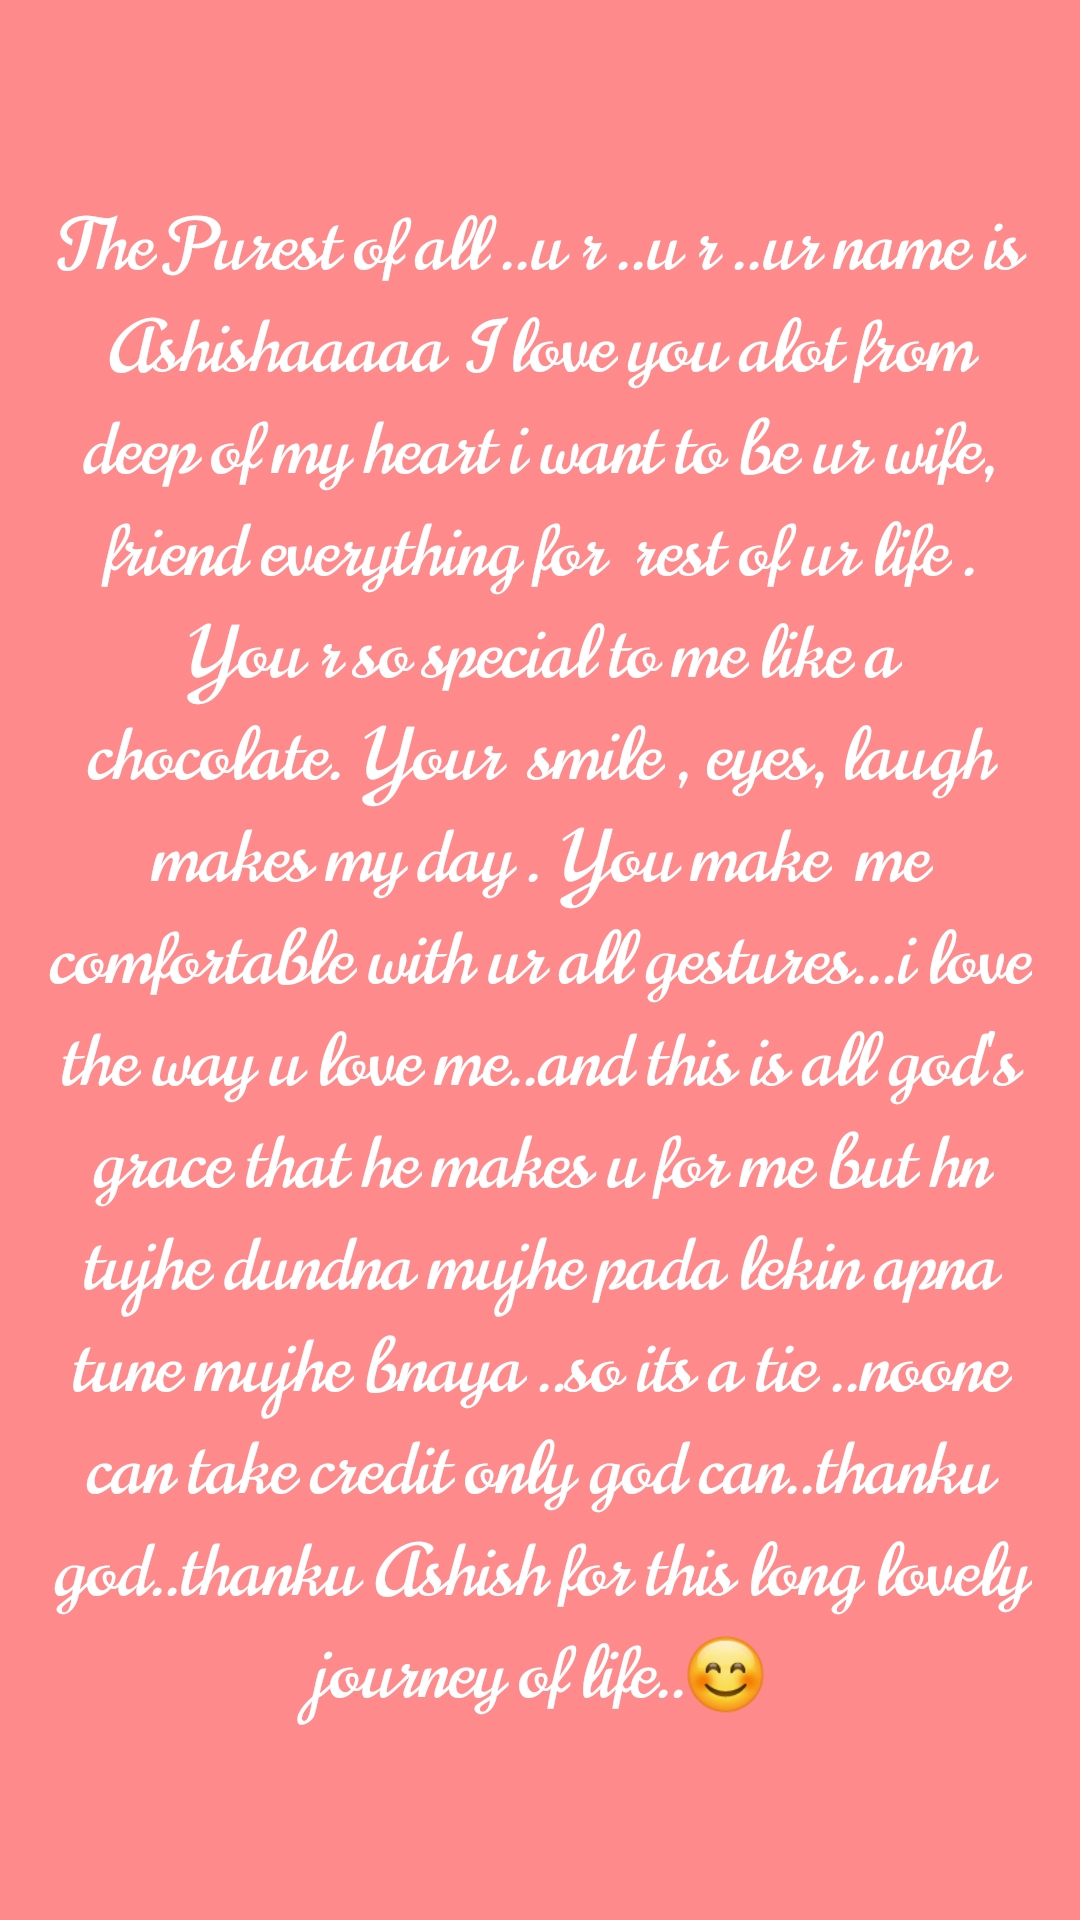 The Purest of all ..u r ..u r ..ur name is
Ashishaaaaa I love you alot from
deep of my heart i want to be ur wife,
friend everything for rest of ur life .
You r so special to me like a
chocolate. Your smile , eyes, laugh
makes my day . You make me
comfortable with ur all gestures...i love
the way u love me..and this is all god's
grace that he makes u for me but hn
tujhe dundna mujhe pada lekin apna
tune mujhe bnaya ..so its a tie ..noone
can take credit only god can..thanku
god..thanku Ashish for this long lovely
journey of life..😊